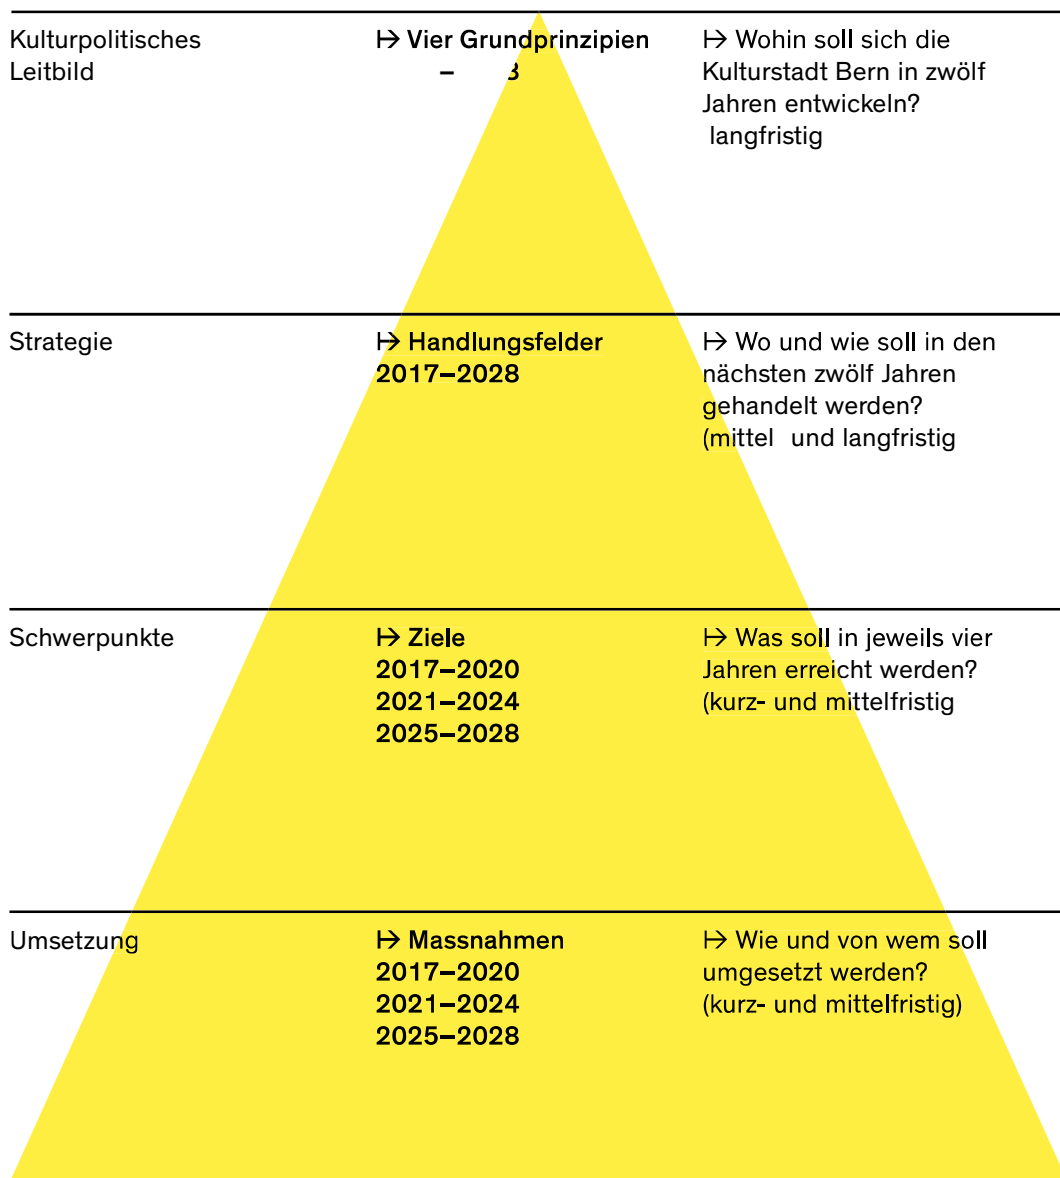 Kulturpolitisches
Leitbild
↦ Vier Grundprinzipien
–
↦ Wohin soll sich die
Kulturstadt Bern in zwölf
Jahren entwickeln?
langfristig
Strategie
↦ Handlungsfelder
2017–2028
↦ Wo und wie soll in den
nächsten zwölf Jahren
gehandelt werden?
(mittel und langfristig
Schwerpunkte
↦ Ziele
2017–2020
2021–2024
2025–2028
↦ Was soll in jeweils vier
Jahren erreicht werden?
(kurz- und mittelfristig
Umsetzung
↦ Massnahmen
2017–2020
2021–2024
2025–2028
↦ Wie und von wem soll
umgesetzt werden?
(kurz- und mittelfristig)